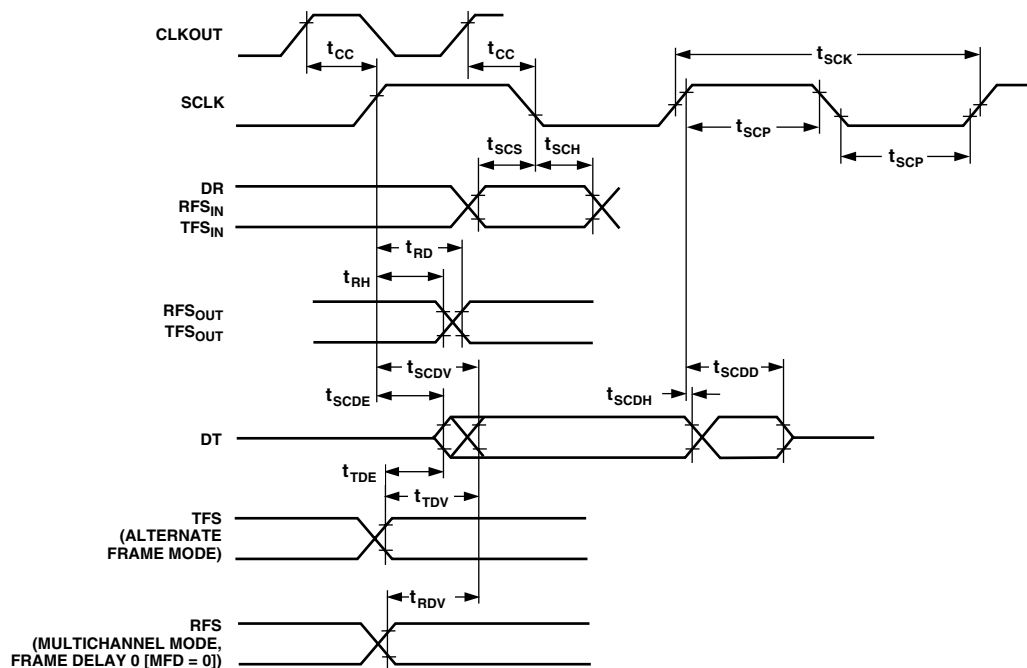 CLKOUT
tCC
tCC
tSCK
SCLK
tSCP
tSCP
tSCS
tSCH
DR
RFSIN
TFSIN
tRD
tRH
RFSOUT
TFSOUT
tSCDV
tSCDD
tSCDE
tSCDH
DT
tTDE
tTDV
TFS
(ALTERNATE
FRAME MODE)
tRDV
RFS
(MULTICHANNEL MODE,
FRAME DELAY 0 [MFD = 0])